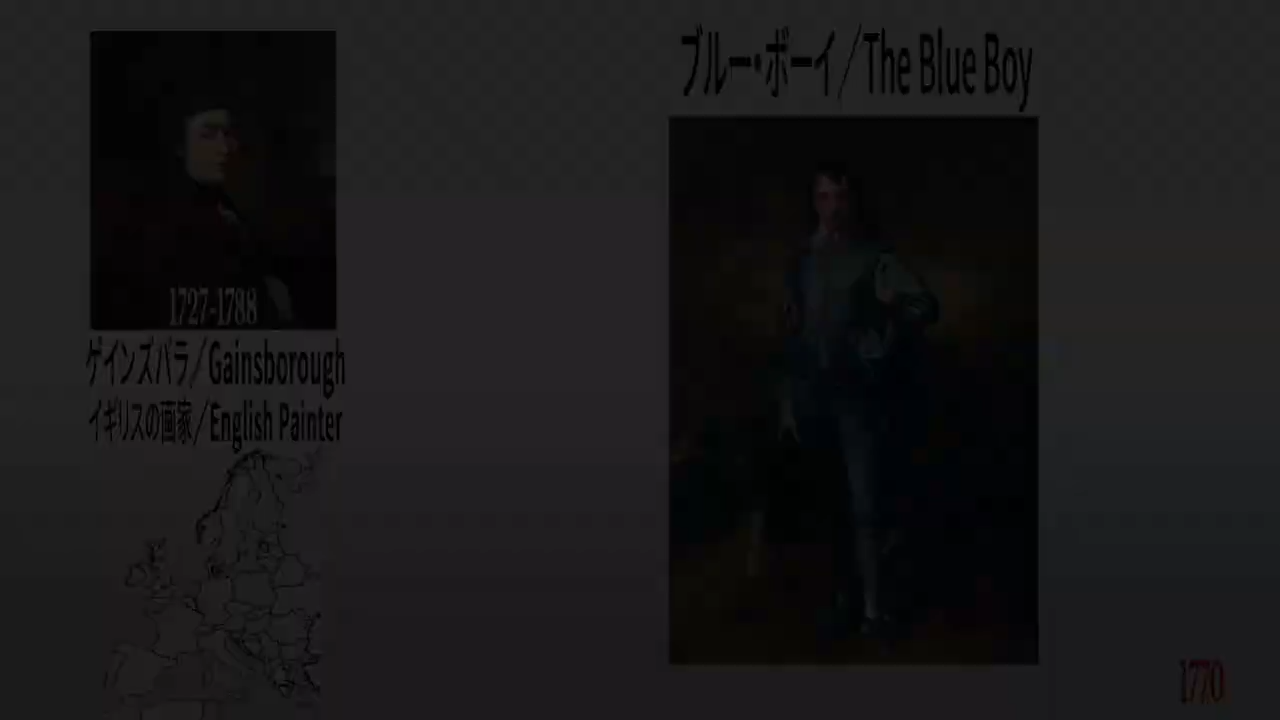 ブルー・ボーイ／The Blue Boy
1727-1788
ゲインズバラ／Gainsborough
イギリスの画家／English Painter
1770